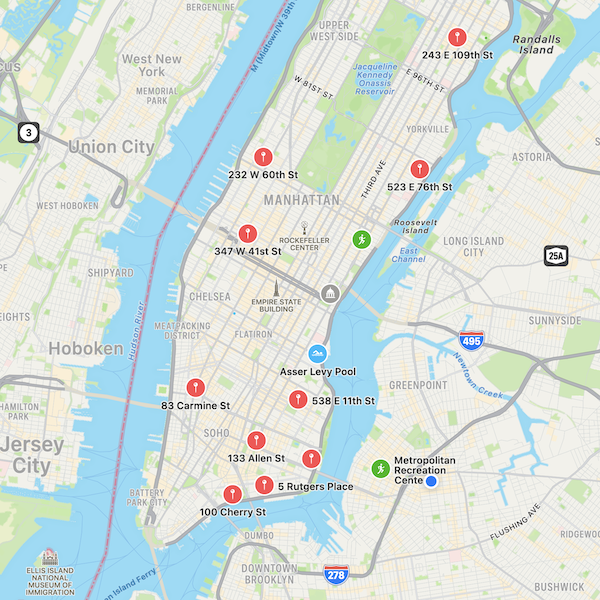 BERGENLINE
M (Midtown/W 39th
UPPER
WEST SIDE
243 E 109th St
Randalls
Island
cus
West New
York
MEMORIAL
PARK
Jacqueline
Kennedy
Onassis
Reservoir
E 96TH ST.
W 81ST ST
3
Union City
YORKVILLE
ASTORIA
232 W 60th St
THIRD AVE
523 E 76th St
WEST HOBOKEN
MANHATTAN
Roosevelt
Island
ROCKEFELLER
CENTER
347 W 41st St
East
Channel
LONG ISLAND
CITY
25A
SHIPYARD
CHELSEA
EMPIRE STATE
BUILDING
EIGHTS
Hudson River
MEATPACKING
DISTRICT
FLATIRON
SUNNYSIDE
495
Hoboken
Asser Levy Pool
Newtown Creek
GREENPOINT
83 Carmine St
538 E 11th St
HAMILTON
PARK
SOHO
Jersey
City
133 Allen St
Metropolitan
Recreation
Cente
5 Rutgers Place
BATTERY
PARK CITY
100 Cherry St
FLUSHING AVE
DUMBO
RIDGEWOO
ELLIS ISLAND
NATIONAL
MUSEUM OF
IMMIGRATION
an Island Ferry
DOWNTOWN
BROOKLYN
278
BUSHWICK